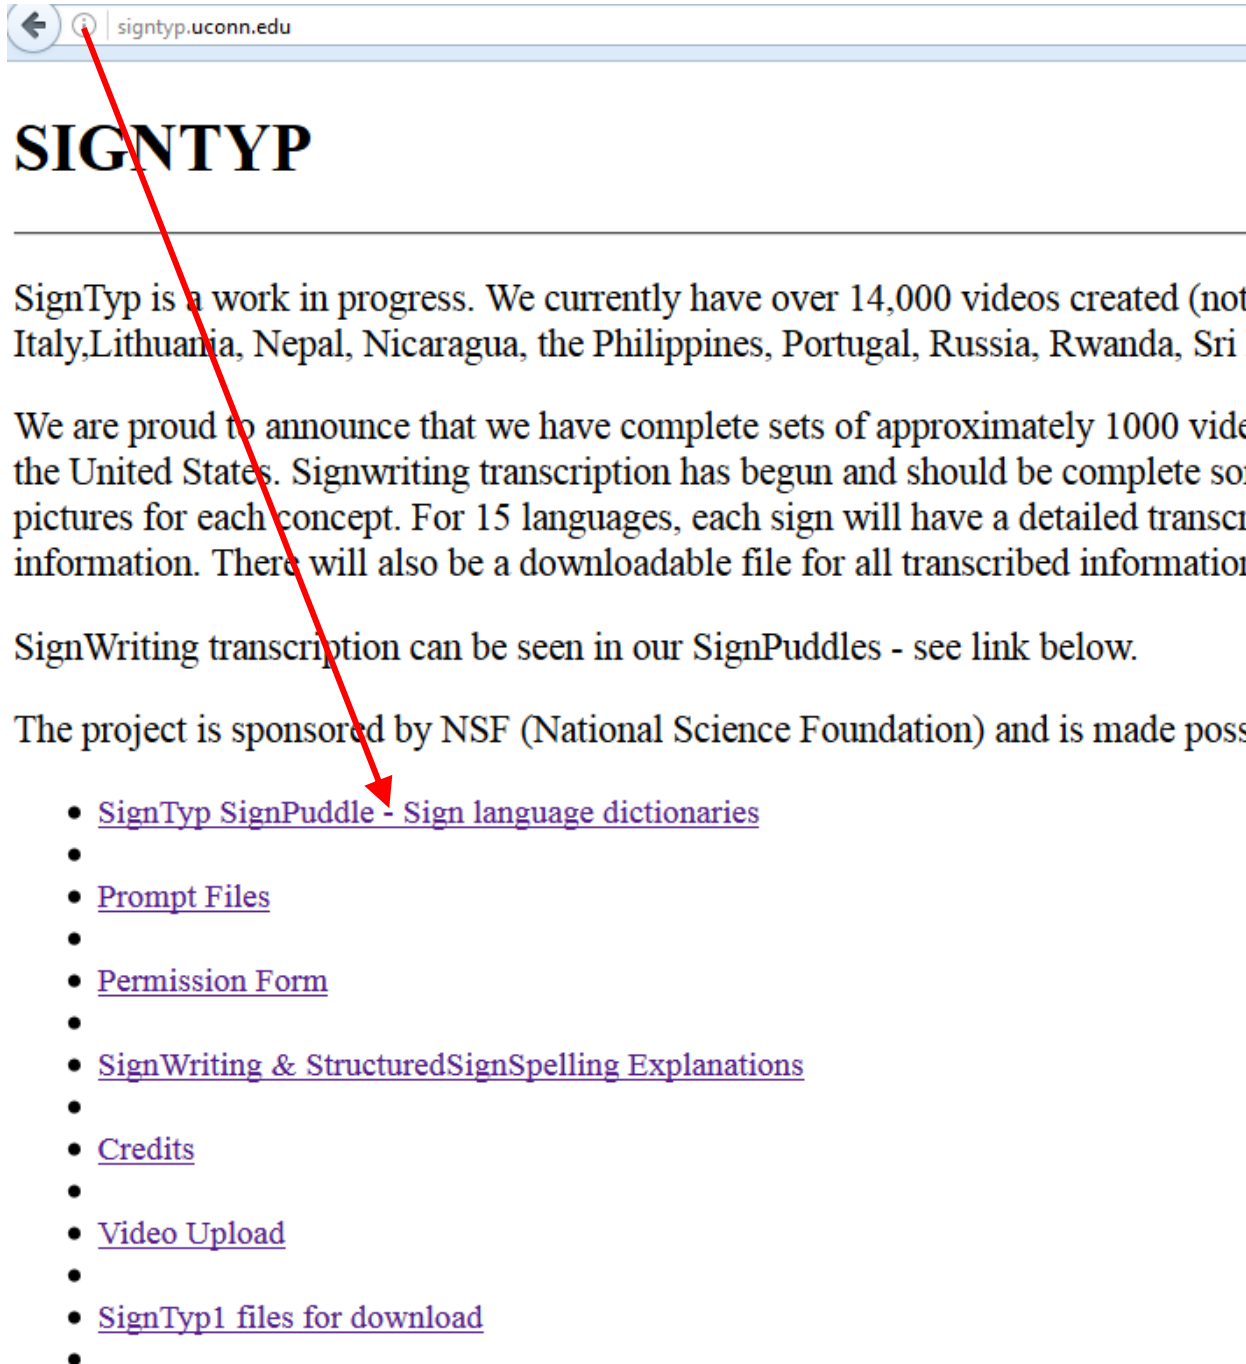 signtyp.uconn.edu
SIGNTYP
SignTyp is a work in progress. We currently have over 14,000 videos created (not
Italy,Lithuania, Nepal, Nicaragua, the Philippines, Portugal, Russia, Rwanda, Sri
We are proud to announce that we have complete sets of approximately 1000 vide
the United States. Signwriting transcription has begun and should be complete so
pictures for each concept. For 15 languages, each sign will have a detailed transcr
information. There will also be a downloadable file for all transcribed information
SignWriting transcription can be seen in our SignPuddles - see link below.
The project is sponsored by NSF (National Science Foundation) and is made poss
SignTyp SignPuddle - Sign language dictionaries
Prompt Files
Permission Form
SignWriting & StructuredSignSpelling Explanations
Credits
Video Upload
SignTyp1 files for download